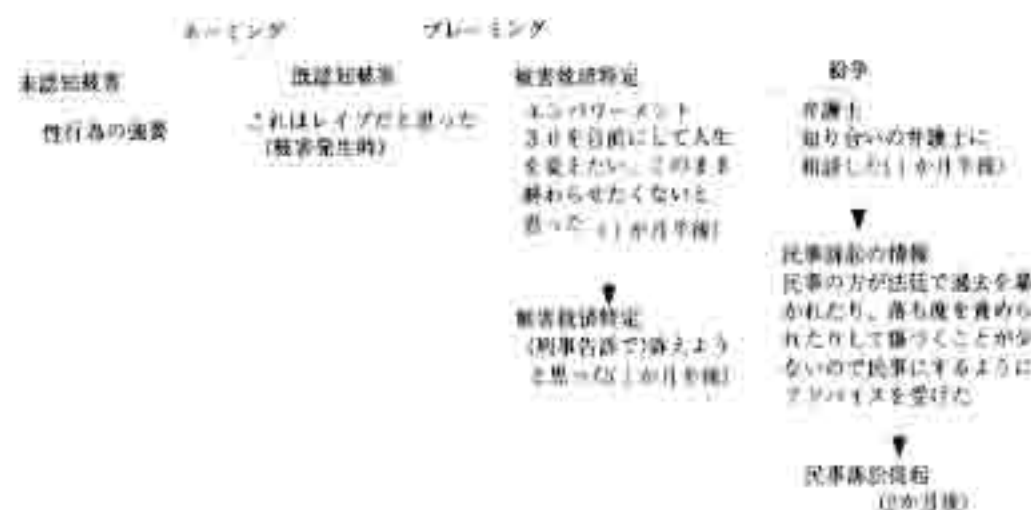 ネーミング
ブレーミング
未認知被害
性行為の強要
既認知被害
これはレイプだと思った
(被害発生時)
被害救済特定
エンパワーメント
30を目前にして人生
を変えたい、このまま
終わらせたくないと
思った (1か月半後)
▼
被害救済特定
(刑事告訴で)訴えよう
と思った(1か月半後)
紛争
弁護士
知り合いの弁護士に
相談した(1か月半後)
▼
民事訴訟の情報
民事の方が法廷で過去を暴
かれたり、落ち度を責めら
れたりして傷つくことが少
ないので民事にするように
アドバイスを受けた
▼
民事訴訟提起
(2か月後)